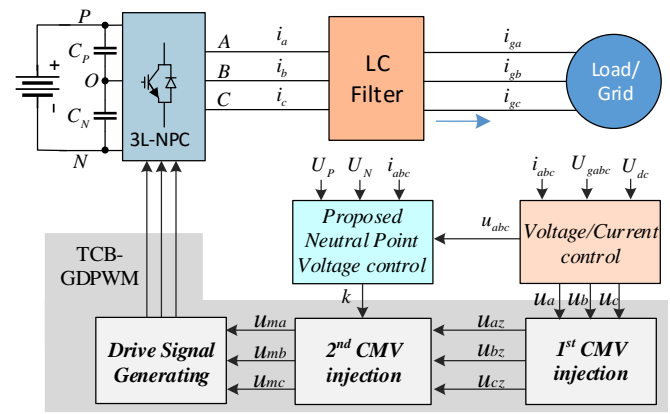 P
C_P
+
O
-
C_N
N
3L-NPC
A
i_a
B
i_b
C
i_c
LC
Filter
i_ga
i_gb
i_gc
Load/
Grid
U_P
U_N
i_abc
Proposed
Neutral Point
Voltage control
u_abc
i_abc
U_gabc
U_dc
Voltage/Current
control
TCB-
GDPWM
k
u_a
u_b
u_c
Drive Signal
Generating
u_ma
u_mb
u_mc
2nd CMV
injection
u_az
u_bz
u_cz
1st CMV
injection